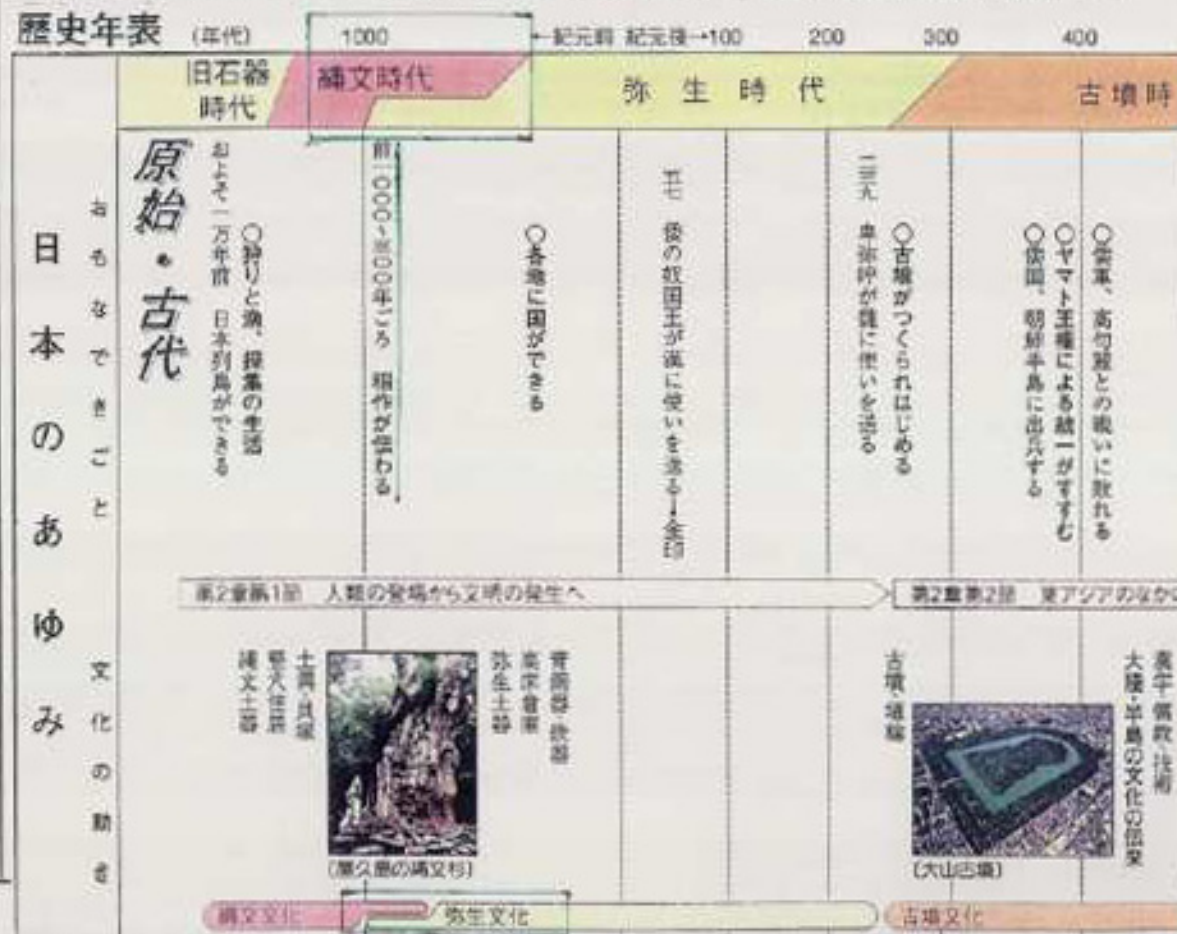 歴史年表 (年代) 1000 ←紀元前 紀元後→100 200 300 400
旧石器
時代
縄文時代
弥生時代
古墳時
日本のあゆみ
おもなできごと
原始・古代
およそ一万年前 日本列島ができる
○狩りと漁、採集の生活
前一〇〇〇~三〇〇年ごろ 稲作が伝わる
○各地に国ができる
五七 倭の奴国王が漢に使いを送る→金印
二三九 卑弥呼が魏に使いを送る
○古墳がつくられはじめる
○倭国、朝鮮半島に出兵する
○ヤマト王権による統一がすすむ
○倭軍、高句麗との戦いに敗れる
第2章第1節 人類の登場から文明の発生へ
第2章第2節 東アジアのなかの
文化の動き
縄文土器
竪穴住居
土偶・貝塚
(屋久島の縄文杉)
弥生土器
高床倉庫
青銅器・鉄器
古墳・埴輪
(大山古墳)
大陸・半島の文化の伝来
漢字・儒教・技術
縄文文化
弥生文化
古墳文化